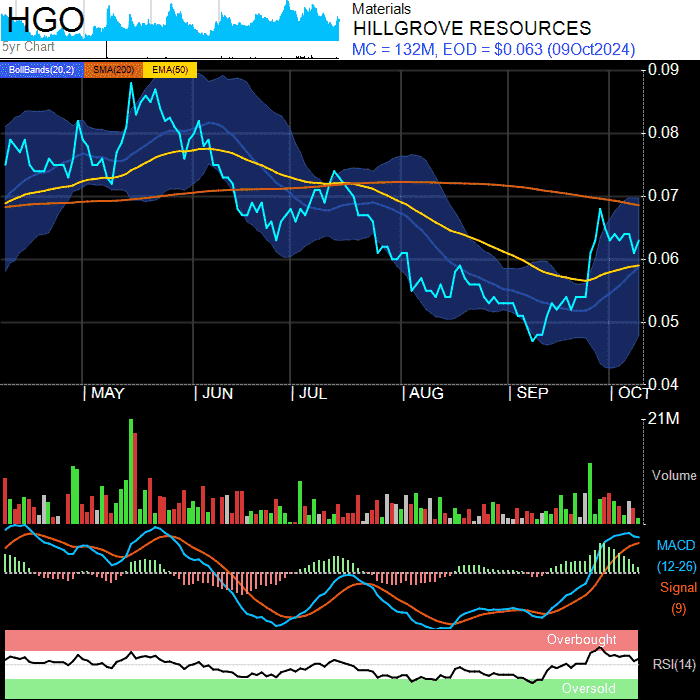 HGO
5yr Chart
Materials
HILLGROVE RESOURCES
MC = 132M, EOD = $0.063 (09Oct2024)
BollBands(20,2) SMA(200) EMA(50)
0.09
0.08
0.07
0.06
0.05
0.04
MAY JUN JUL AUG SEP OCT
21M
Volume
MACD
(12-26)
Signal
(9)
Overbought
RSI(14)
Oversold